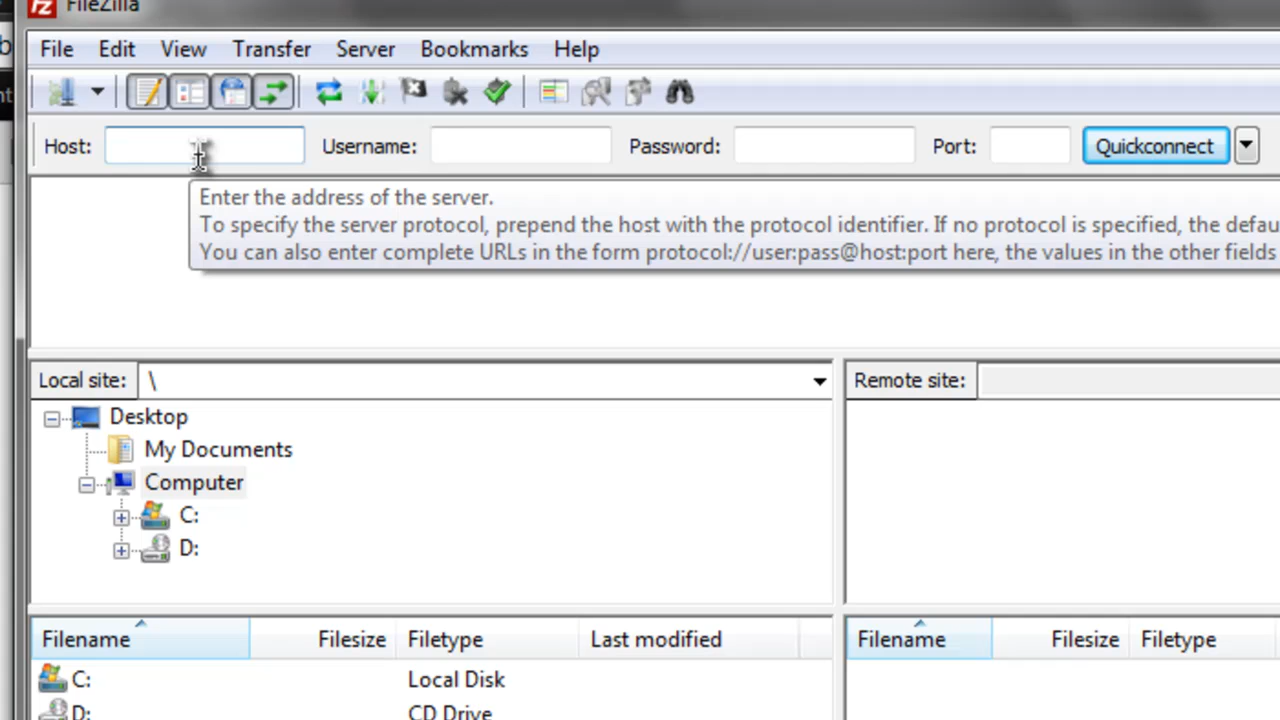 FileZilla
File Edit View Transfer Server Bookmarks Help
Host: Username: Password: Port: Quickconnect
Enter the address of the server.
To specify the server protocol, prepend the host with the protocol identifier. If no protocol is specified, the defau
You can also enter complete URLs in the form protocol://user:pass@host:port here, the values in the other fields
Local site: \ Remote site:
Desktop
My Documents
Computer
C:
D:
Filename Filesize Filetype Last modified Filename Filesize Filetype
C: Local Disk
D: CD Drive